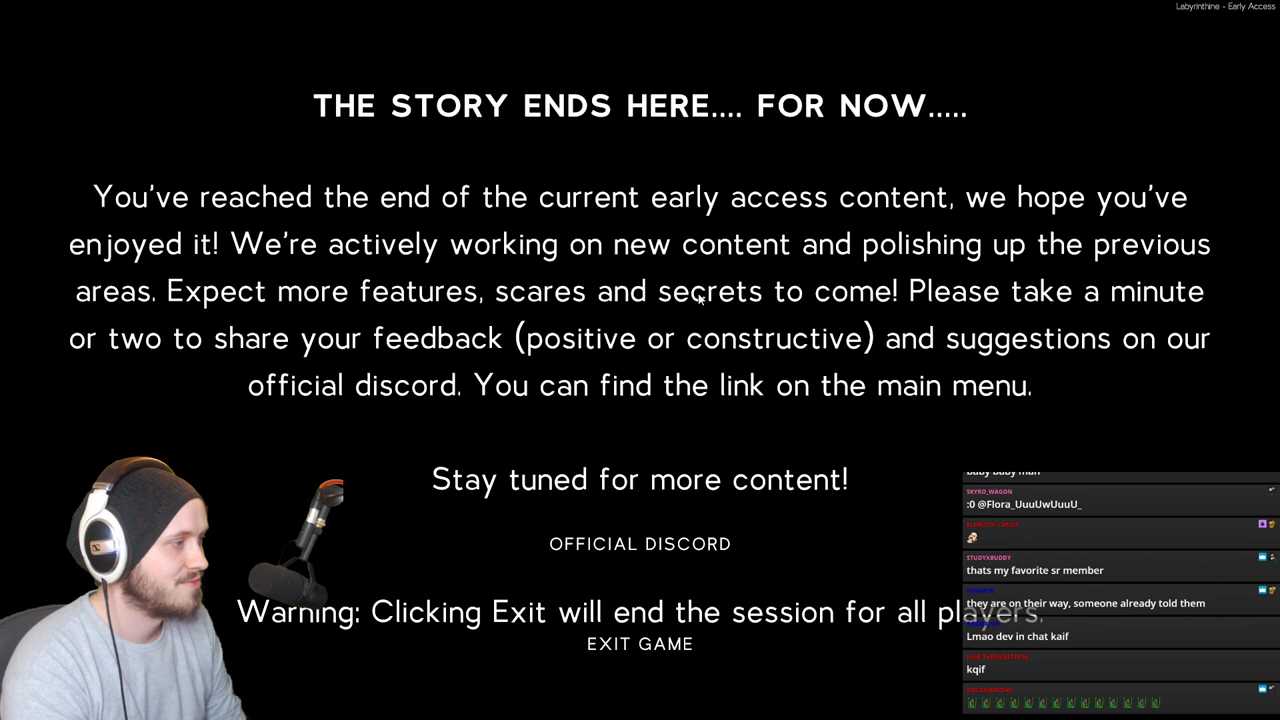 Labyrinthine - Early Access
THE STORY ENDS HERE.... FOR NOW.....
You've reached the end of the current early access content, we hope you've
enjoyed it! We're actively working on new content and polishing up the previous
areas. Expect more features, scares and secrets to come! Please take a minute
or two to share your feedback (positive or constructive) and suggestions on our
official discord. You can find the link on the main menu.
Stay tuned for more content!
OFFICIAL DISCORD
Warning: Clicking Exit will end the session for all players.
EXIT GAME
baby baby man
SKYRO_WAGON
:0 @Flora_UuuUwUuuU_
ELDRITCH_CANDY
STUDYXBUDDY
thats my favorite sr member
they are on their way, someone already told them
Lmao dev in chat kaif
kqif